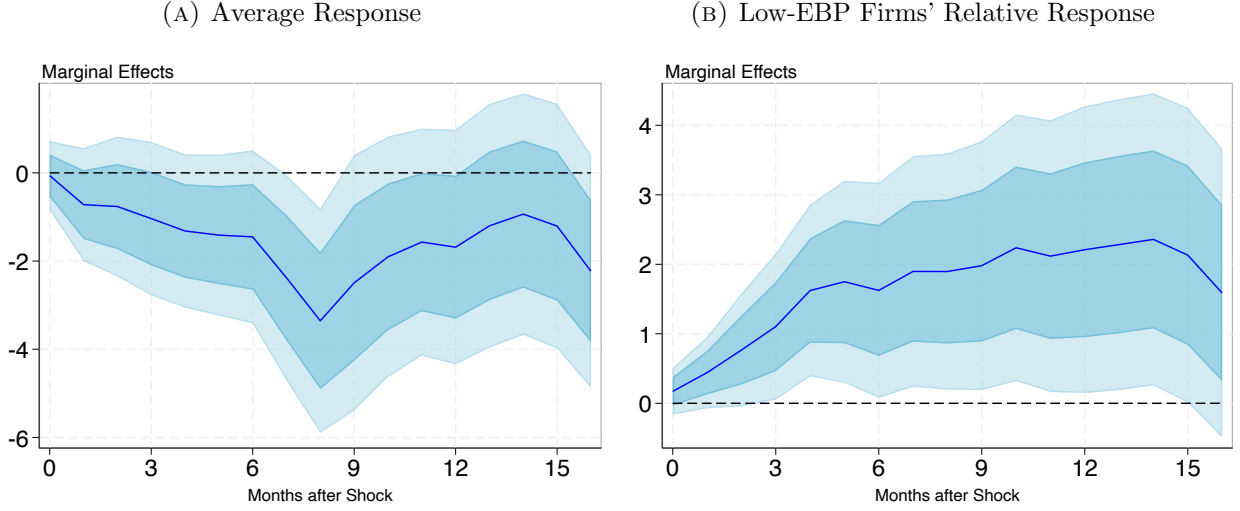 (A) Average Response
Marginal Effects
0
-2
-4
-6
0 3 6 9 12 15
Months after Shock
(B) Low-EBP Firms' Relative Response
Marginal Effects
4
3
2
1
0
0 3 6 9 12 15
Months after Shock